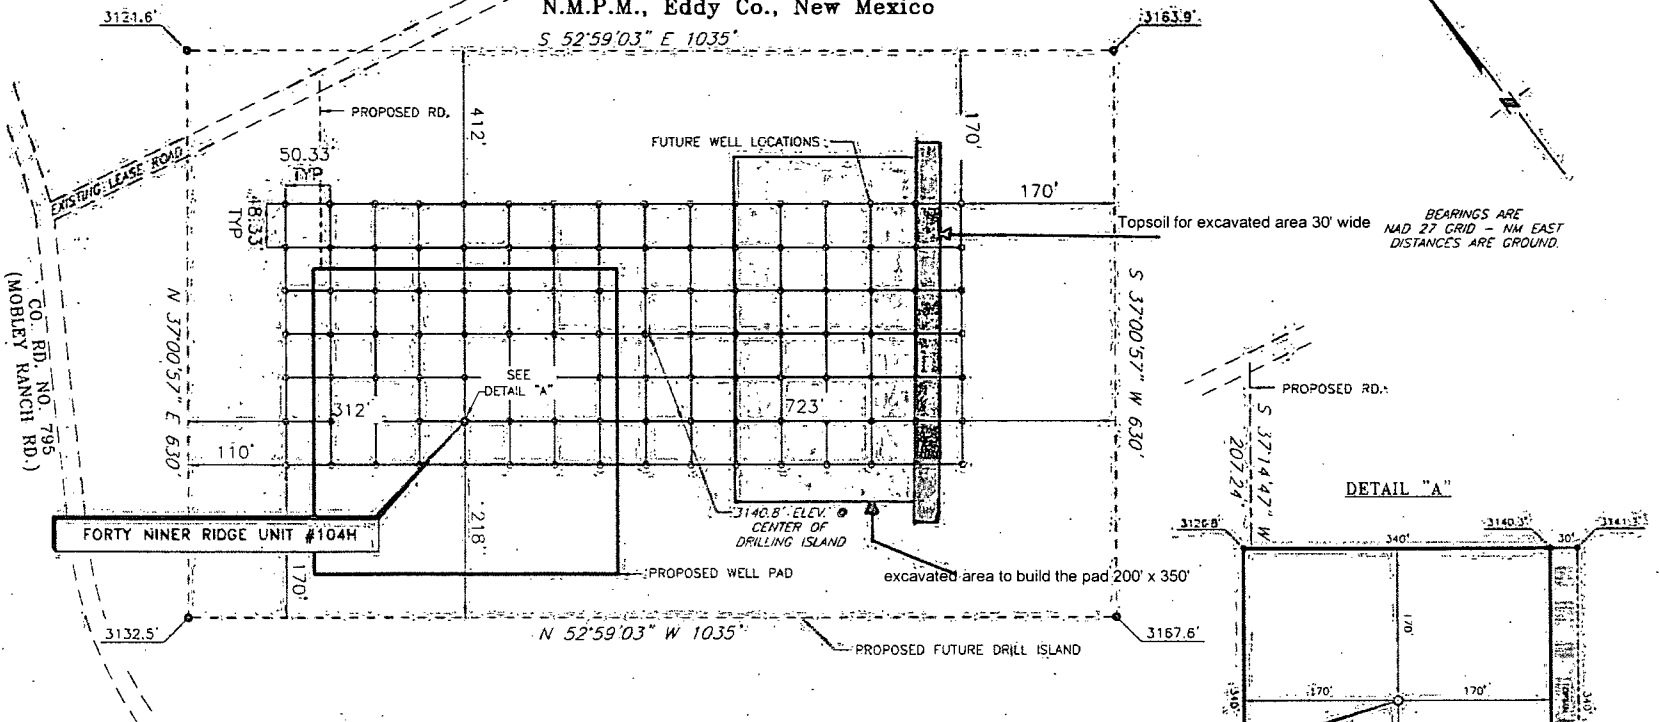 N.M.P.M., Eddy Co., New Mexico
3121.6'
S 52°59'03" E 1035'
3163.9'
PROPOSED RD.
412'
170'
FUTURE WELL LOCATIONS
50.33'
TYP
48.33'
TYP
EXISTING LEASE ROAD
170'
Topsoil for excavated area 30' wide
BEARINGS ARE
NAD 27 GRID - NM EAST
DISTANCES ARE GROUND.
CO. RD. NO. 795
(MOBLEY RANCH RD.)
N 37°00'57" E 630'
S 37°00'57" W 630'
SEE
DETAIL "A"
312'
723'
110'
PROPOSED RD.
S 37°14'47" W
207.24'
DETAIL "A"
3140.8' ELEV. @
CENTER OF
DRILLING ISLAND
FORTY NINER RIDGE UNIT #104H
218'
170'
PROPOSED WELL PAD
excavated area to build the pad 200' x 350'
3132.5'
N 52°59'03" W 1035'
3167.6'
PROPOSED FUTURE DRILL ISLAND
3140.3'
340'
30'
170'
170'
170'
340'
340'